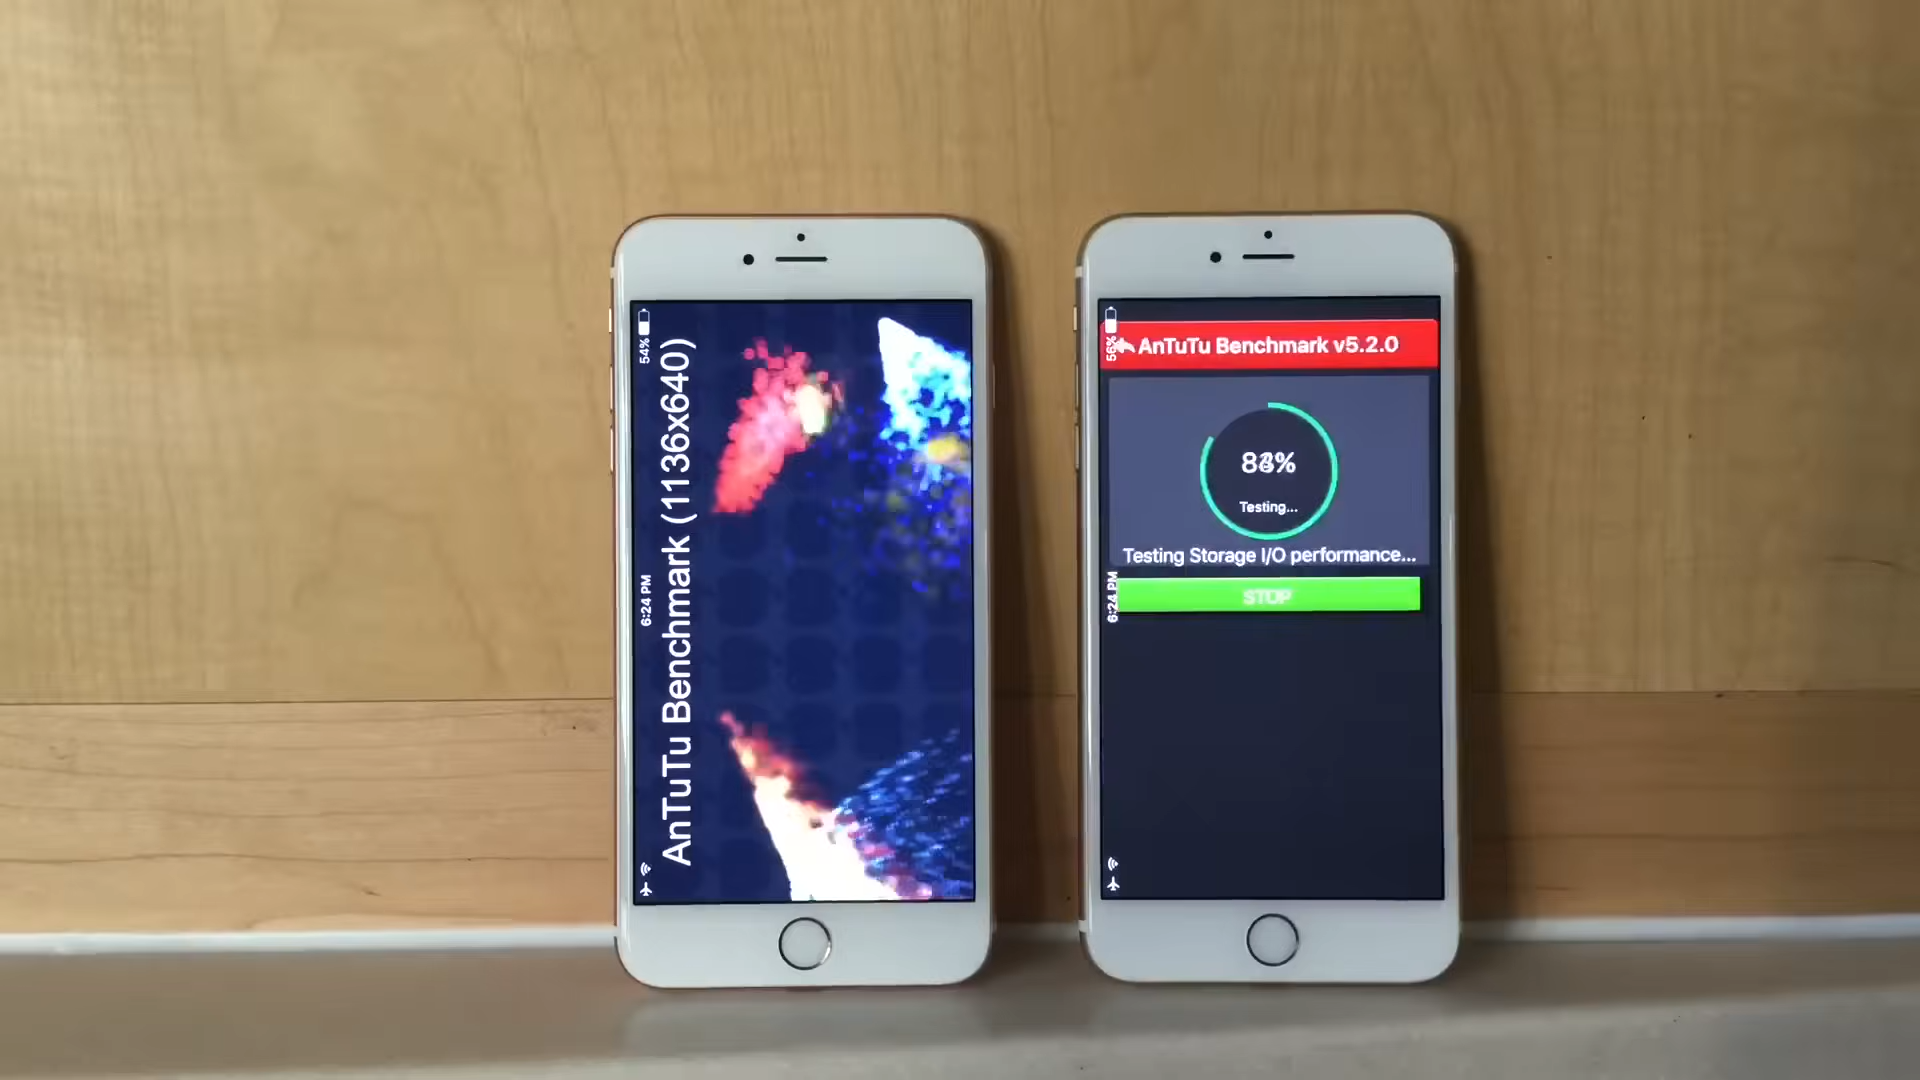 54%
6:24 PM
AnTuTu Benchmark (1136x640)
56%
AnTuTu Benchmark v5.2.0
Testing...
Testing Storage I/O performance...
STOP
6:24 PM